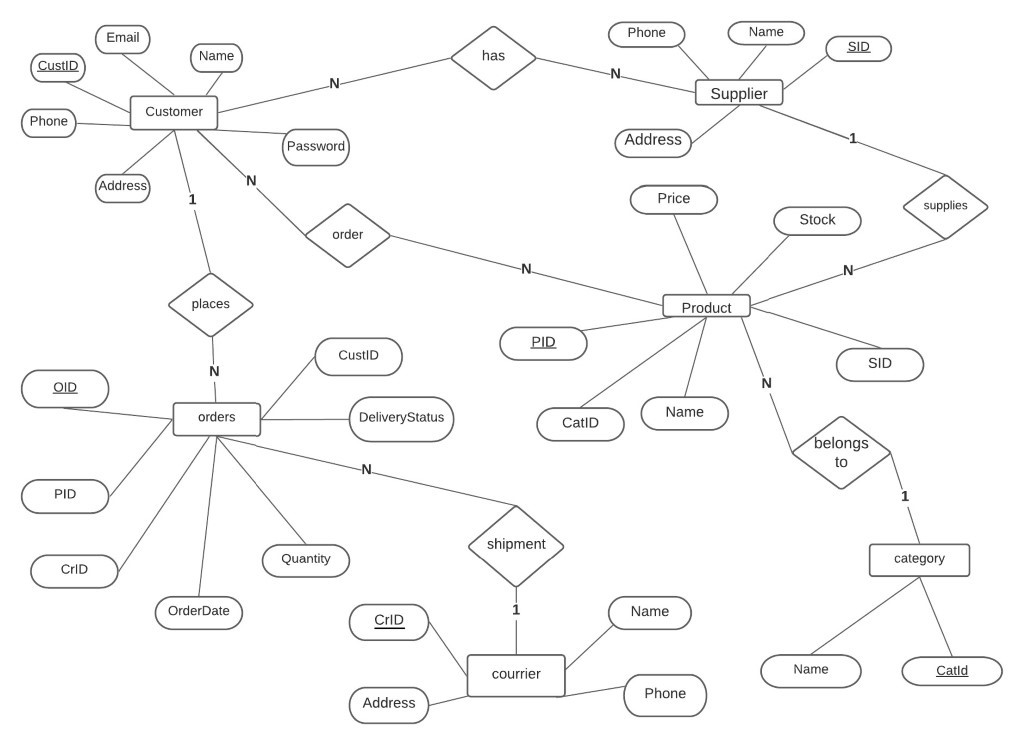 Email
Name
CustID
Customer
Phone
Address
Password
N
has
N
Phone
Name
SID
Supplier
Address
1
supplies
N
N
order
N
1
places
N
Price
Stock
Product
PID
SID
CatID
Name
N
belongs
to
1
category
Name
CatId
OID
CustID
orders
DeliveryStatus
PID
CrID
OrderDate
Quantity
N
shipment
1
CrID
Name
courrier
Address
Phone